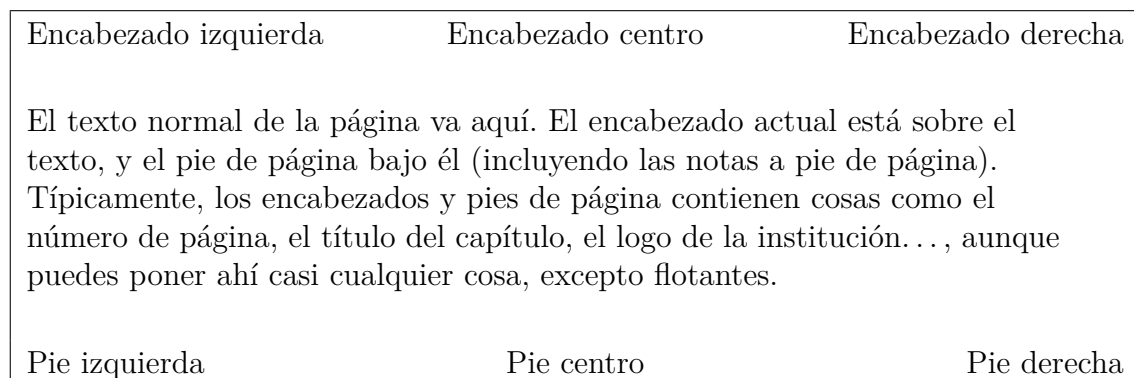 Encabezado izquierda Encabezado centro Encabezado derecha
El texto normal de la página va aquí. El encabezado actual está sobre el
texto, y el pie de página bajo él (incluyendo las notas a pie de página).
Típicamente, los encabezados y pies de página contienen cosas como el
número de página, el título del capítulo, el logo de la institución. . . , aunque
puedes poner ahí casi cualquier cosa, excepto flotantes.
Pie izquierda Pie centro Pie derecha